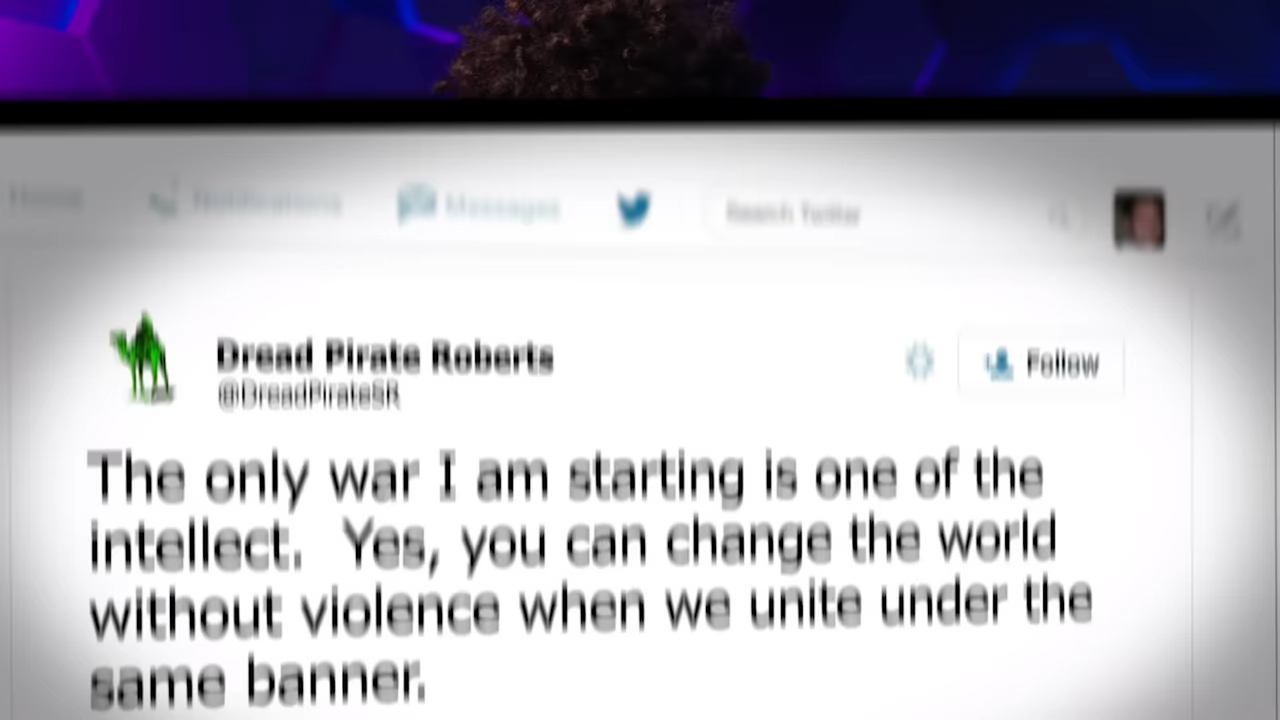 Home Notifications Messages Search Twitter
Dread Pirate Roberts
Follow
@DreadPirateSR
The only war I am starting is one of the
intellect. Yes, you can change the world
without violence when we unite under the
same banner.